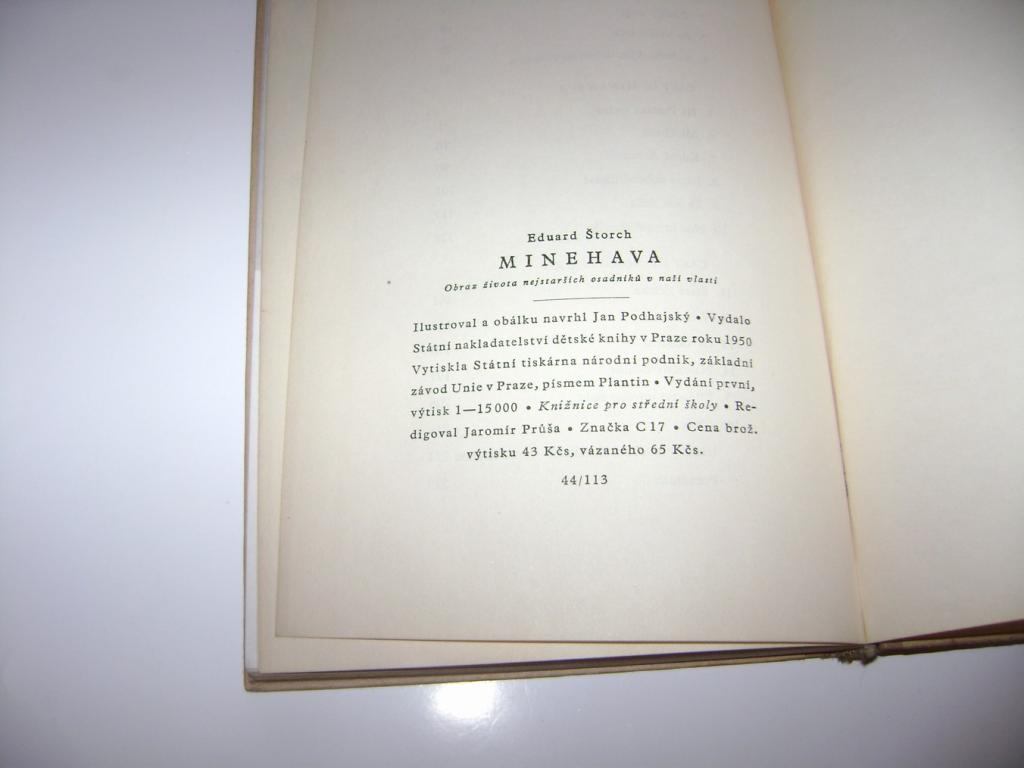 Eduard Štorch
MINEHAVA
Obraz života nejstarších osadníků v naší vlasti
Ilustroval a obálku navrhl Jan Podhajský • Vydalo
Státní nakladatelství dětské knihy v Praze roku 1950
Vytiskla Státní tiskárna národní podnik, základní
závod Unie v Praze, písmem Plantin • Vydání první,
výtisk 1—15000 • Knižnice pro střední školy • Re-
digoval Jaromír Průša • Značka C 17 • Cena brož.
výtisku 43 Kčs, vázaného 65 Kčs.
44/113